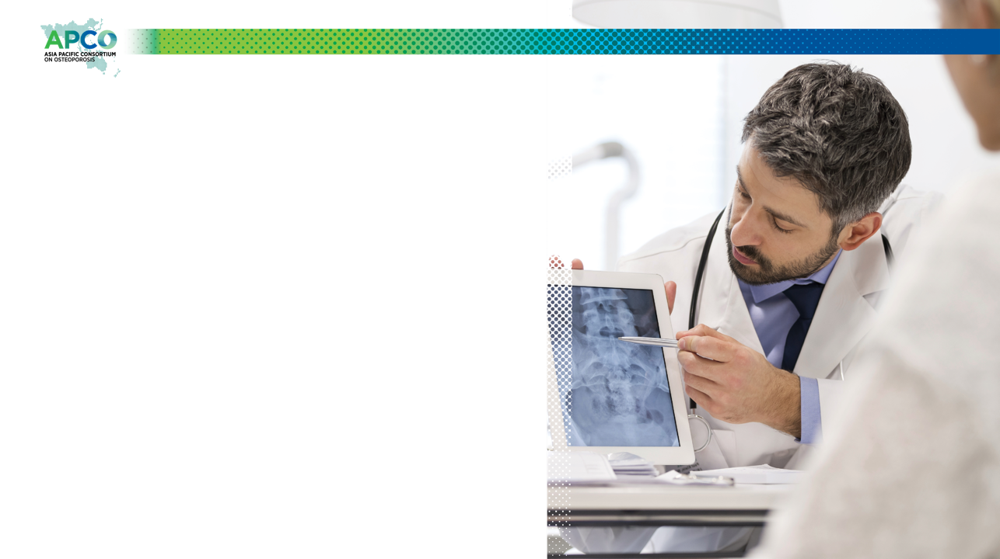 APCO
ASIA PACIFIC CONSORTIUM
ON OSTEOPOROSIS